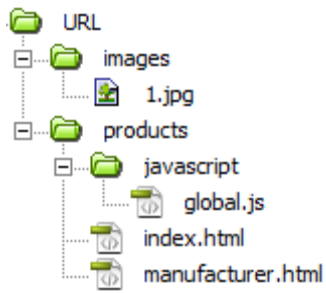 URL
images
1.jpg
products
javascript
global.js
index.html
manufacturer.html